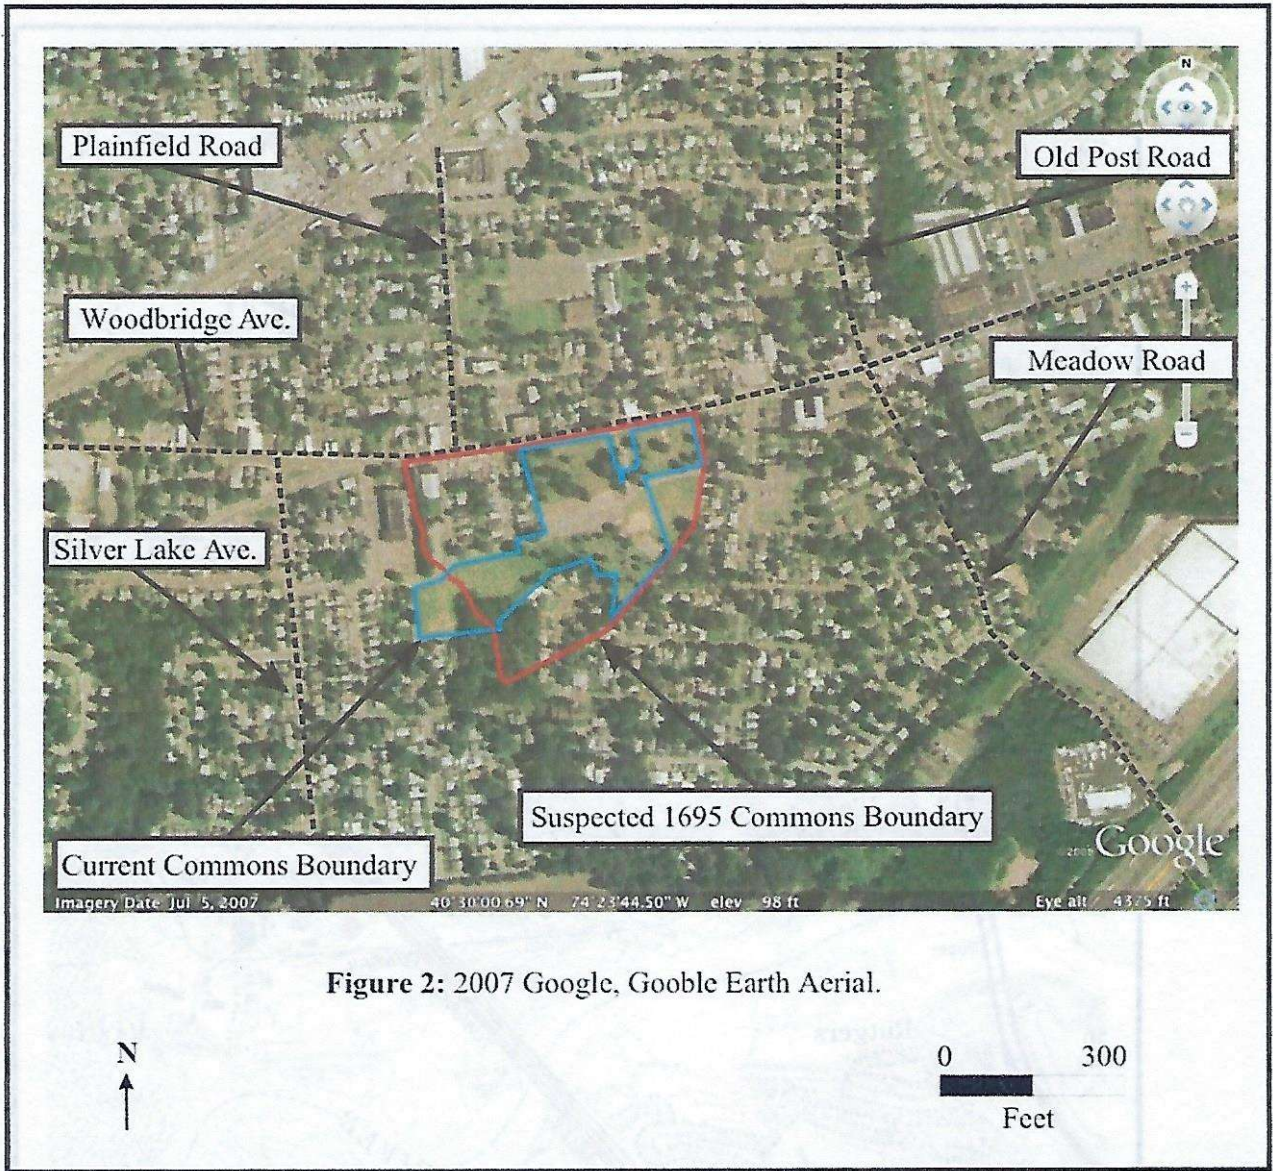 N
Plainfield Road
Old Post Road
Woodbridge Ave.
Meadow Road
Silver Lake Ave.
Suspected 1695 Commons Boundary
Current Commons Boundary
Google
Imagery Date Jul 5, 2007 40°30'00.69" N 74°23'44.50" W elev 98 ft Eye alt 4375 ft
Figure 2: 2007 Google, Gooble Earth Aerial.
N
0 300
Feet